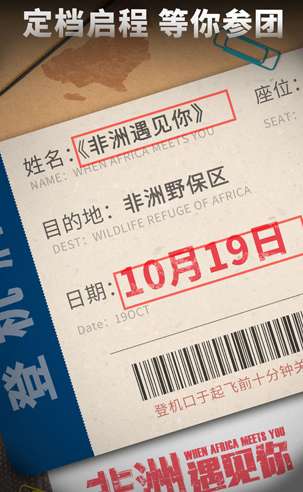 定档启程 等你参团
座位：
SEAT:
姓名：《非洲遇见你》
NAME: WHEN AFRICA MEETS YOU
目的地：非洲野保区
DEST: WILDLIFE REFUGE OF AFRICA
日期：10月19日
Date: 19OCT
登机
登机口于起飞前十分钟关
WHEN AFRICA MEETS YOU
非洲遇见你